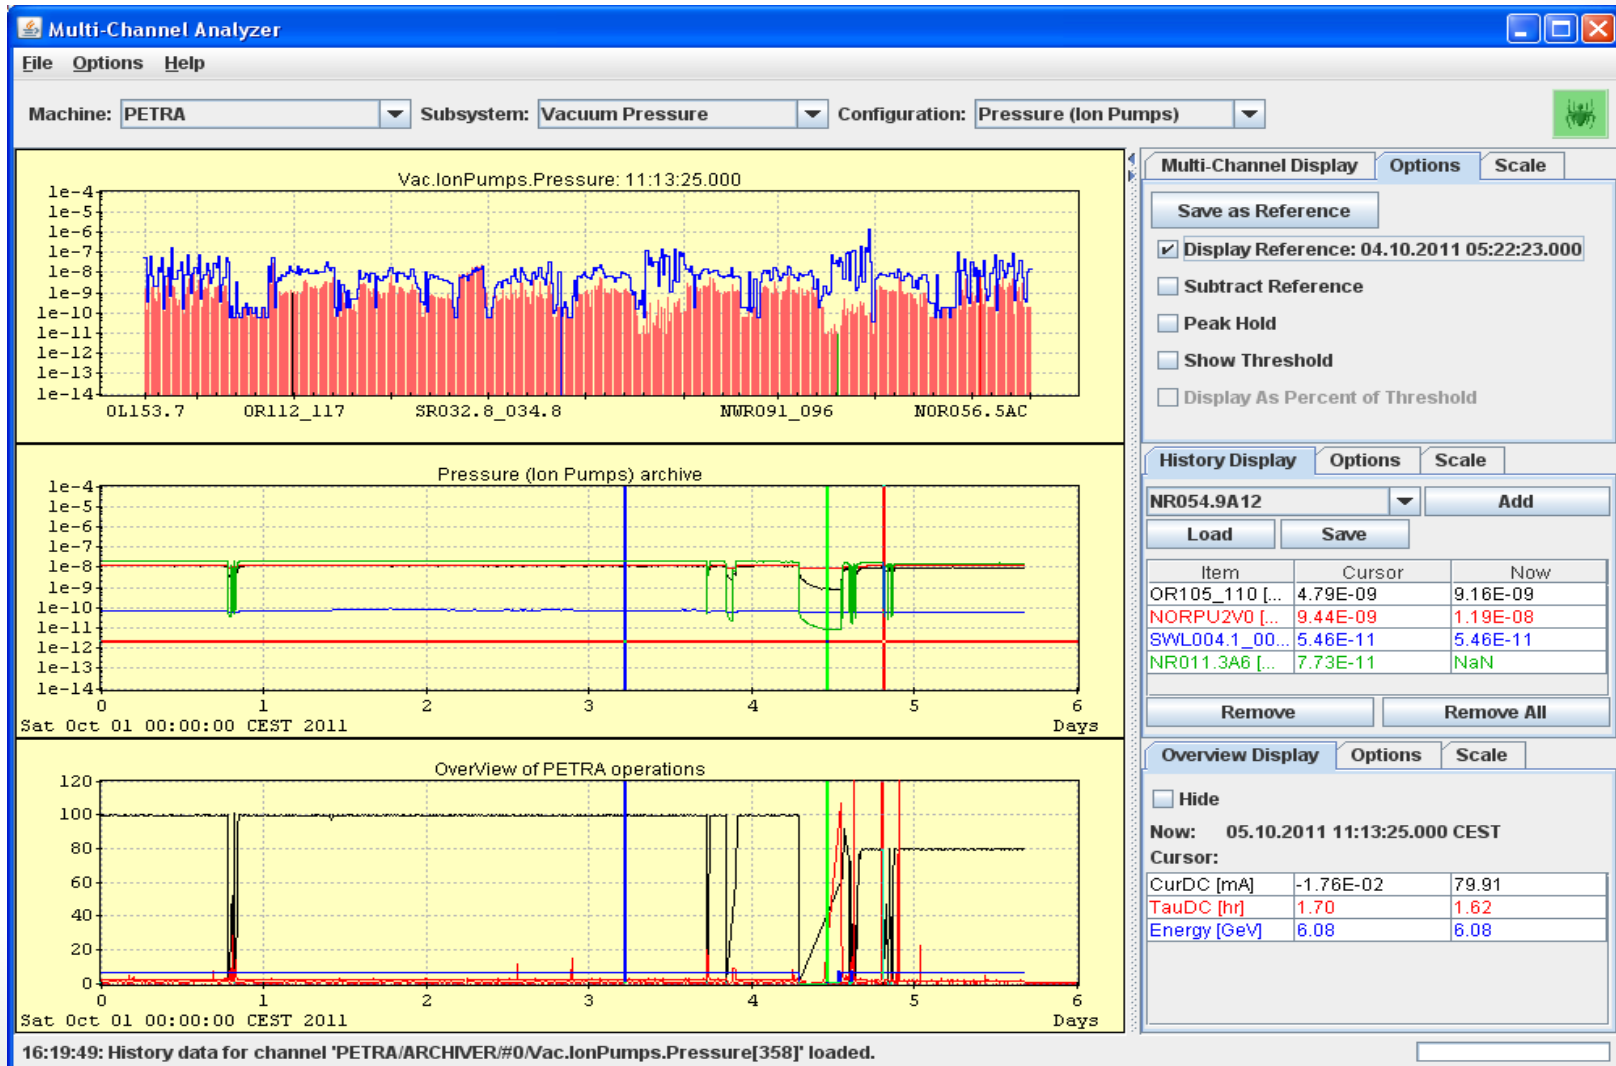 Multi-Channel Analyzer
File Options Help
Machine: PETRA Subsystem: Vacuum Pressure Configuration: Pressure (Ion Pumps)
Vac.IonPumps.Pressure: 11:13:25.000
1e-4
1e-5
1e-6
1e-7
1e-8
1e-9
1e-10
1e-11
1e-12
1e-13
1e-14
OL153.7 OR112_117 SR032.8_034.8 NWR091_096 NOR056.5AC
Pressure (Ion Pumps) archive
1e-4
1e-5
1e-6
1e-7
1e-8
1e-9
1e-10
1e-11
1e-12
1e-13
1e-14
0 1 2 3 4 5 6
Sat Oct 01 00:00:00 CEST 2011 Days
OverView of PETRA operations
120
100
80
60
40
20
0
0 1 2 3 4 5 6
Sat Oct 01 00:00:00 CEST 2011 Days
Multi-Channel Display Options Scale
Save as Reference
Display Reference: 04.10.2011 05:22:23.000
Subtract Reference
Peak Hold
Show Threshold
Display As Percent of Threshold
History Display Options Scale
NR054.9A12 Add
Load Save
Item Cursor Now
OR105_110 [... 4.79E-09 9.16E-09
NORPU2V0 [... 9.44E-09 1.19E-08
SWL004.1_00... 5.46E-11 5.46E-11
NR011.3A6 [... 7.73E-11 NaN
Remove Remove All
Overview Display Options Scale
Hide
Now: 05.10.2011 11:13:25.000 CEST
Cursor:
CurDC [mA] -1.76E-02 79.91
TauDC [hr] 1.70 1.62
Energy [GeV] 6.08 6.08
16:19:49: History data for channel 'PETRA/ARCHIVER/#0/Vac.IonPumps.Pressure[358]' loaded.